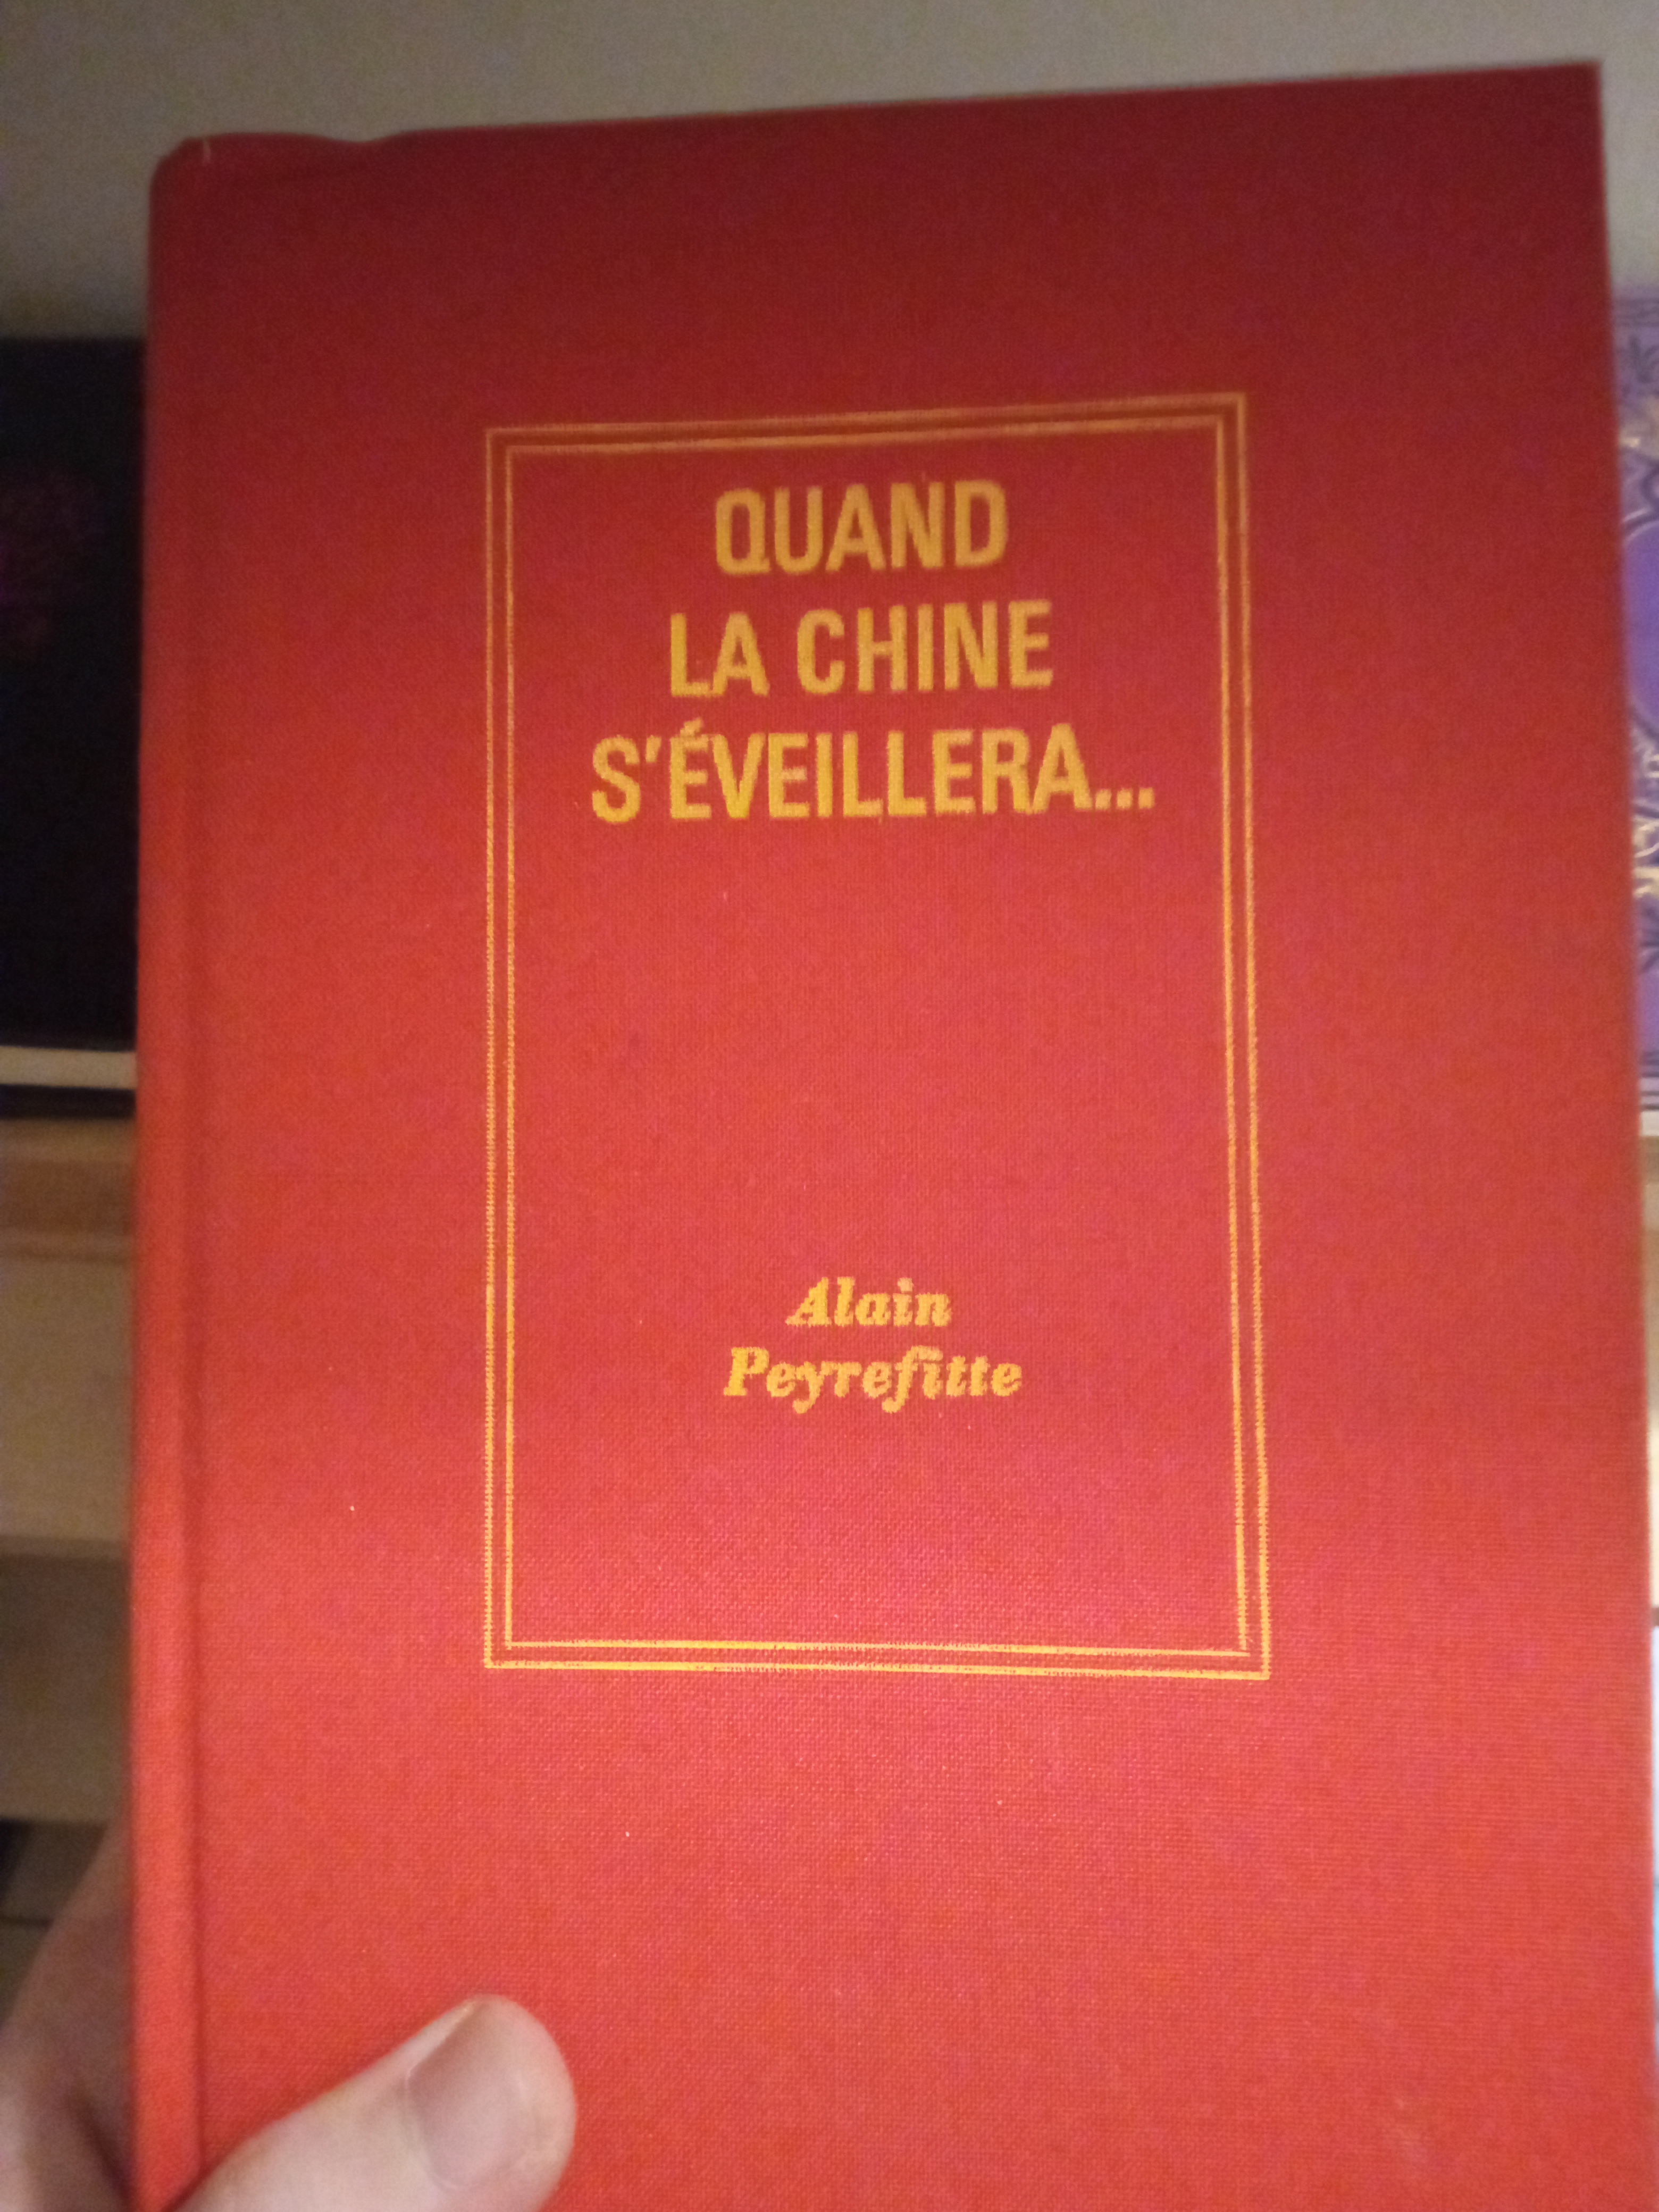 QUAND
LA CHINE
S'ÉVEILLERA...
Alain
Peyrefitte